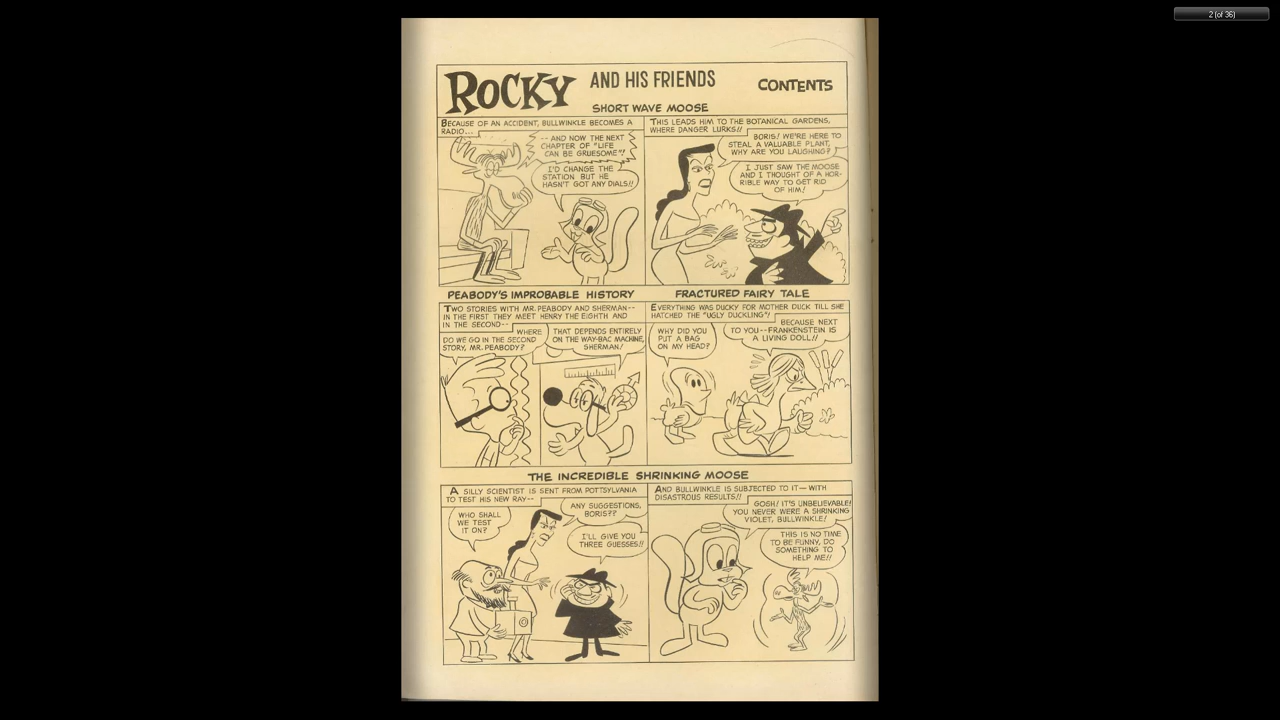 2 (of 36)
ROCKY AND HIS FRIENDS
CONTENTS
SHORT WAVE MOOSE
BECAUSE OF AN ACCIDENT, BULLWINKLE BECOMES A
RADIO...
-- AND NOW THE NEXT
CHAPTER OF "LIFE
CAN BE GRUESOME"!
I'D CHANGE THE
STATION BUT HE
HASN'T GOT ANY DIALS!!
THIS LEADS HIM TO THE BOTANICAL GARDENS,
WHERE DANGER LURKS!!
BORIS! WE'RE HERE TO
STEAL A VALUABLE PLANT,
WHY ARE YOU LAUGHING?
I JUST SAW THE MOOSE
AND I THOUGHT OF A HOR-
RIBLE WAY TO GET RID
OF HIM!
PEABODY'S IMPROBABLE HISTORY
TWO STORIES WITH MR. PEABODY AND SHERMAN--
IN THE FIRST THEY MEET HENRY THE EIGHTH AND
IN THE SECOND--
WHERE
DO WE GO IN THE SECOND
STORY, MR. PEABODY?
THAT DEPENDS ENTIRELY
ON THE WAY-BAC MACHINE,
SHERMAN!
FRACTURED FAIRY TALE
EVERYTHING WAS DUCKY FOR MOTHER DUCK TILL SHE
HATCHED THE "UGLY DUCKLING"!
WHY DID YOU
PUT A BAG
ON MY HEAD?
BECAUSE NEXT
TO YOU--FRANKENSTEIN IS
A LIVING DOLL!!
THE INCREDIBLE SHRINKING MOOSE
A SILLY SCIENTIST IS SENT FROM POTTSYLVANIA
TO TEST HIS NEW RAY--
WHO SHALL
WE TEST
IT ON?
ANY SUGGESTIONS,
BORIS??
I'LL GIVE YOU
THREE GUESSES!!
AND BULLWINKLE IS SUBJECTED TO IT--WITH
DISASTROUS RESULTS!!
GOSH! IT'S UNBELIEVABLE!
YOU NEVER WERE A SHRINKING
VIOLET, BULLWINKLE!
THIS IS NO TIME
TO BE FUNNY, DO
SOMETHING TO
HELP ME!!